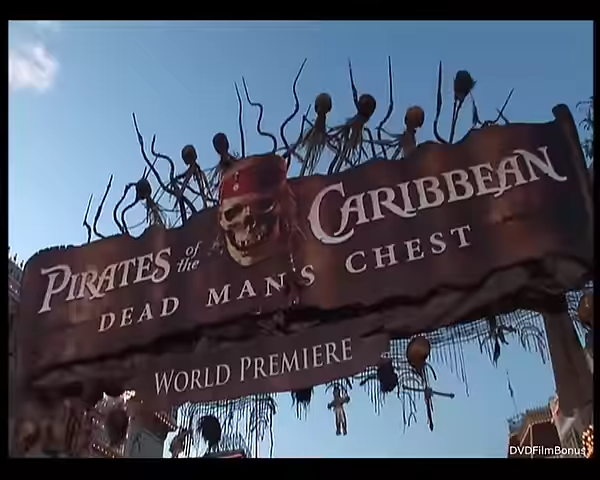 PIRATES of the CARIBBEAN
DEAD MAN'S CHEST
WORLD PREMIERE
DVDFilmBonus